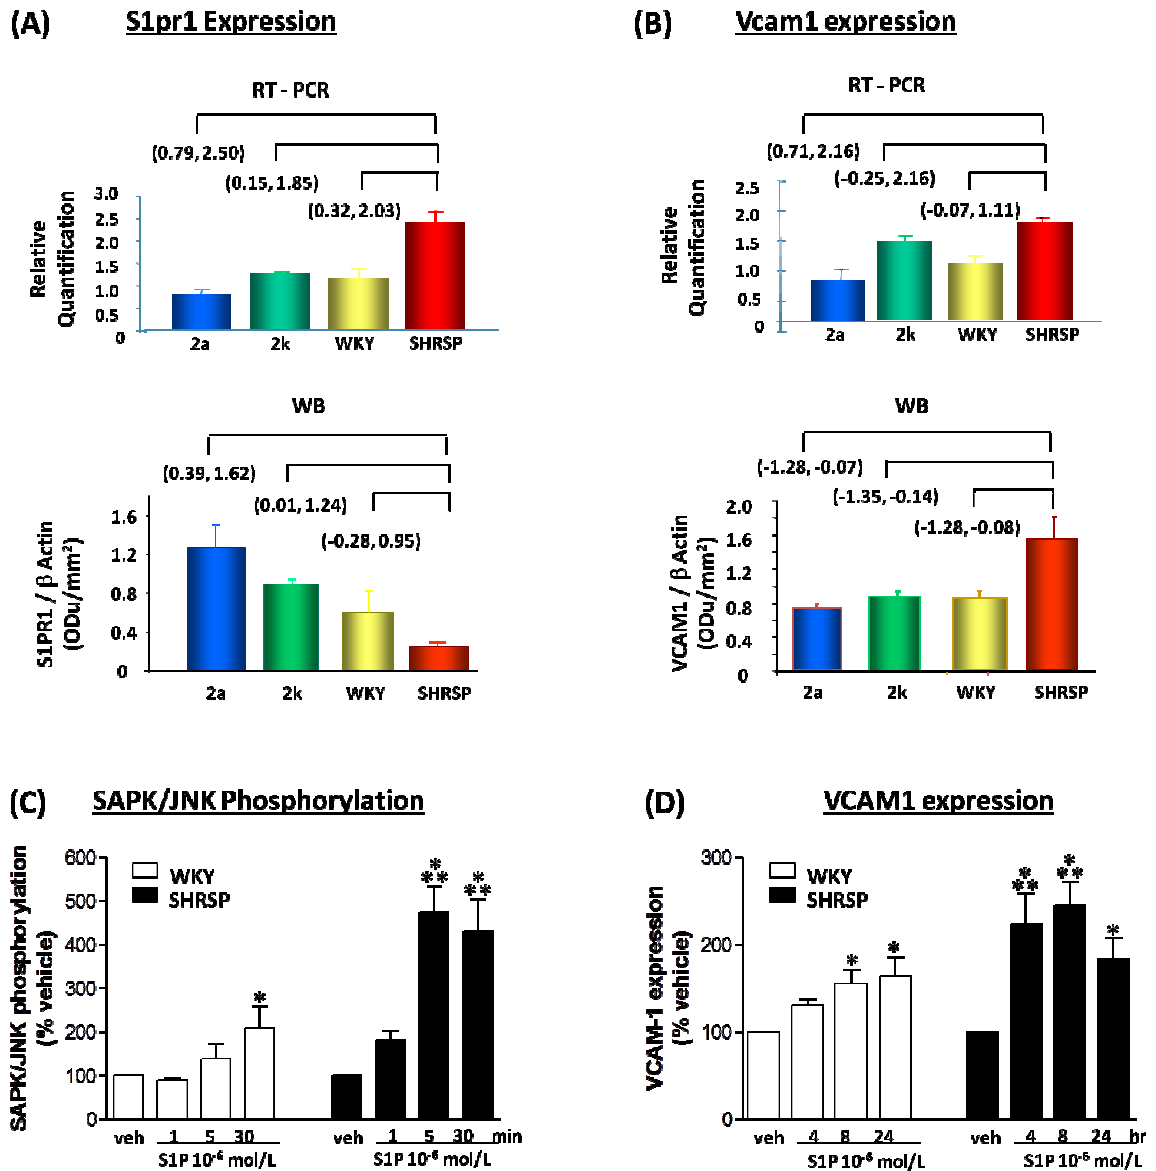 (A) S1pr1 Expression
RT - PCR
(0.79, 2.50)
(0.15, 1.85)
(0.32, 2.03)
Relative
Quantification
3.0
2.5
2.0
1.5
1.0
0.5
0
2a 2k WKY SHRSP
WB
(0.39, 1.62)
(0.01, 1.24)
(-0.28, 0.95)
S1PR1 / β Actin
(ODu/mm²)
1.6
1.2
0.8
0.4
0
2a 2k WKY SHRSP
(B) Vcam1 expression
RT - PCR
(0.71, 2.16)
(-0.25, 2.16)
(-0.07, 1.11)
Relative
Quantification
2.5
2.0
1.5
1.0
0.5
0
2a 2k WKY SHRSP
WB
(-1.28, -0.07)
(-1.35, -0.14)
(-1.28, -0.08)
VCAM1 / β Actin
(ODu/mm²)
2.0
1.6
1.2
0.8
0.4
0
2a 2k WKY SHRSP
(C) SAPK/JNK Phosphorylation
SAPK/JNK phosphorylation
(% vehicle)
600
500
400
300
200
100
0
WKY
SHRSP
*
* * *
* * *
veh 1 5 30 veh 1 5 30 min
S1P 10⁻⁶ mol/L S1P 10⁻⁶ mol/L
(D) VCAM1 expression
VCAM-1 expression
(% vehicle)
300
200
100
0
WKY
SHRSP
* *
* * *
* * *
*
veh 4 8 24 veh 4 8 24 hr
S1P 10⁻⁶ mol/L S1P 10⁻⁶ mol/L